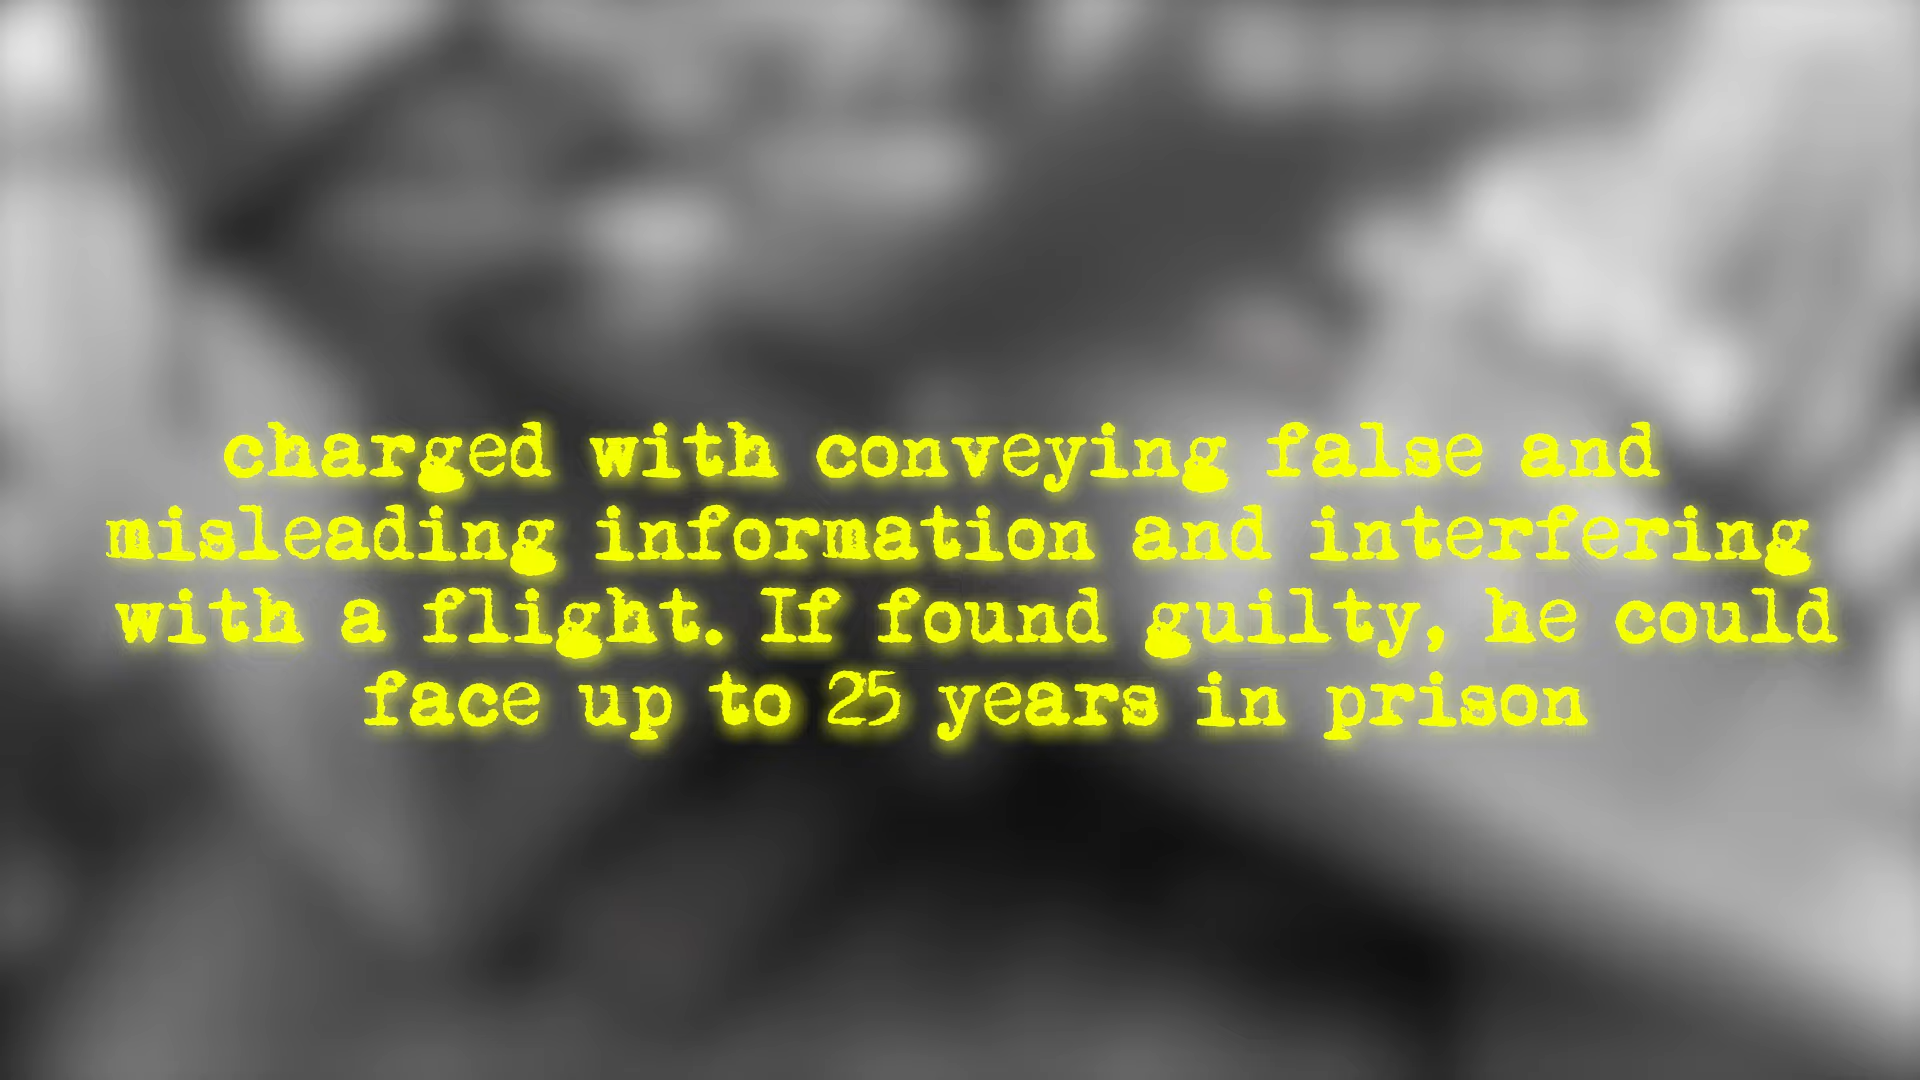 charged with conveying false and
misleading information and interfering
with a flight. If found guilty, he could
face up to 25 years in prison